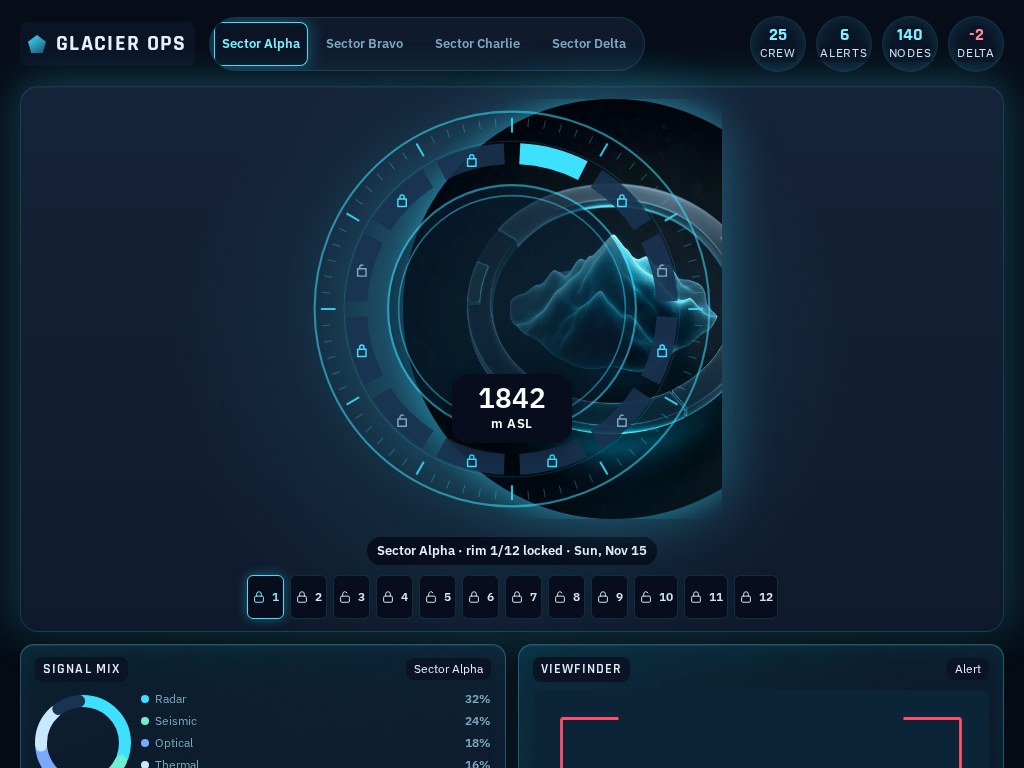 GLACIER OPS
Sector Alpha
Sector Bravo
Sector Charlie
Sector Delta
25
CREW
6
ALERTS
140
NODES
-2
DELTA
1842
m ASL
Sector Alpha · rim 1/12 locked · Sun, Nov 15
1
2
3
4
5
6
7
8
9
10
11
12
SIGNAL MIX
Sector Alpha
Radar 32%
Seismic 24%
Optical 18%
Thermal 16%
VIEWFINDER
Alert